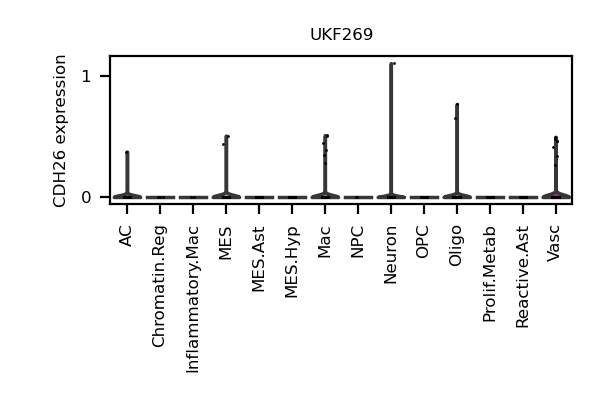 UKF269
CDH26 expression
1
0
AC
Chromatin.Reg
Inflammatory.Mac
MES
MES.Ast
MES.Hyp
Mac
NPC
Neuron
OPC
Oligo
Prolif.Metab
Reactive.Ast
Vasc